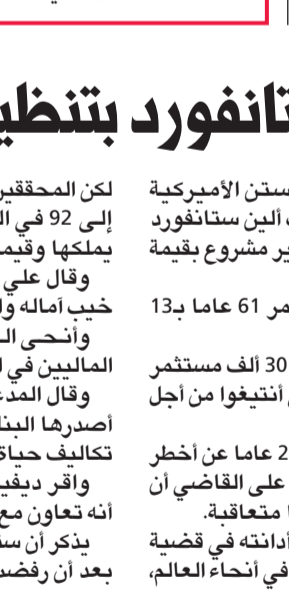 تانفورد بتنظي
ستن الأميركية
ألين ستانفورد
ير مشروع بقيمة
مر 61 عاما بـ13
30 ألف مستثمر
أنتيغوا من أجل
2 عاما عن أخطر
على القاضي أن
ا متعاقبة.
أدانته في قضية
في أنحاء العالم،
لكن المحققين
إلى 92 في ال
يملكها وقيم
وقال علي
خيب آماله وا
وأنحى ال
الماليين في ا
وقال المد
أصدرها البنا
تكاليف حياة
واقر ديفي
أنه تعاون مع
يذكر أن س
بعد أن رفض